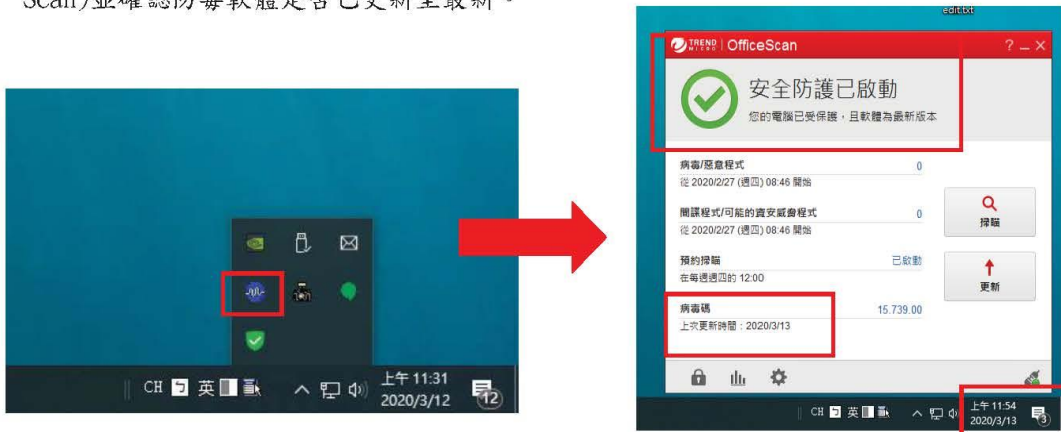 Scan)並確認防毒軟體是否已更新至最新。
edit.txt
TREND MICRO | OfficeScan
? – ×
安全防護已啟動
您的電腦已受保護，且軟體為最新版本
病毒/惡意程式 0
從 2020/2/27 (週四) 08:46 開始
間諜程式/可能的資安威脅程式 0
從 2020/2/27 (週四) 08:46 開始
預約掃瞄 已啟動
在每週週四的 12:00
病毒碼 15.739.00
上次更新時間：2020/3/13
掃瞄
更新
CH ㄅ 英
上午 11:31
2020/3/12
12
CH ㄅ 英
上午 11:54
2020/3/13
3